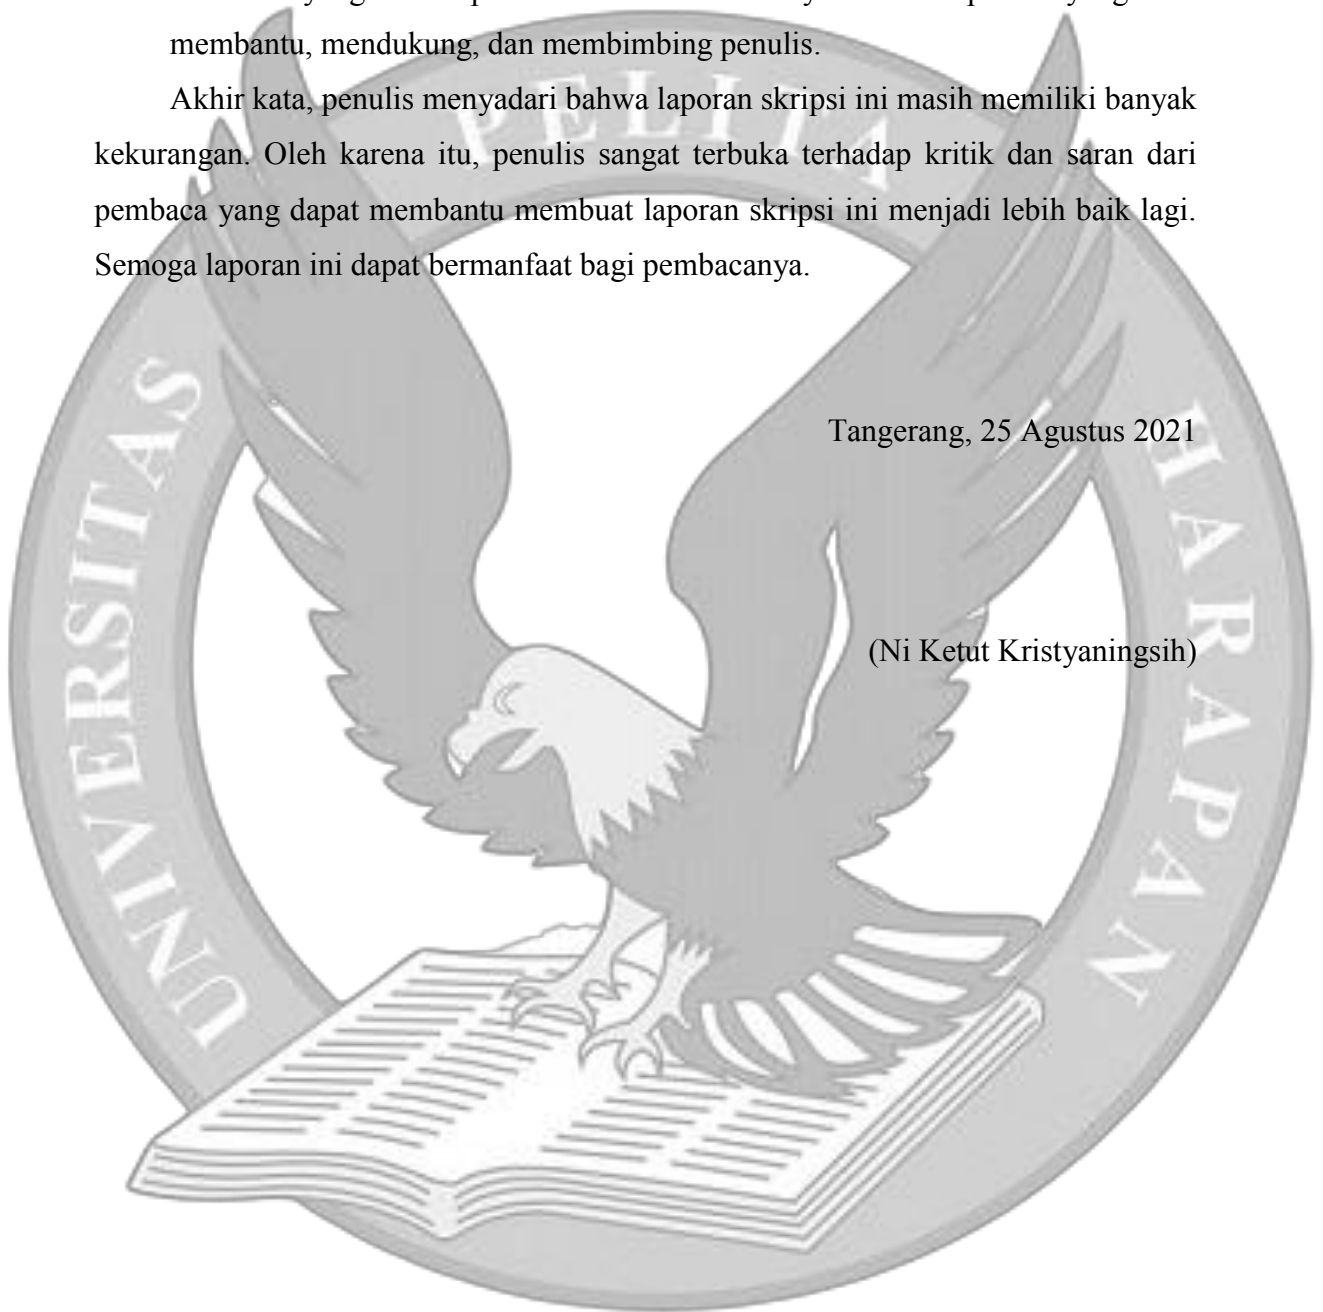 membantu, mendukung, dan membimbing penulis.
Akhir kata, penulis menyadari bahwa laporan skripsi ini masih memiliki banyak
kekurangan. Oleh karena itu, penulis sangat terbuka terhadap kritik dan saran dari
pembaca yang dapat membantu membuat laporan skripsi ini menjadi lebih baik lagi.
Semoga laporan ini dapat bermanfaat bagi pembacanya.
Tangerang, 25 Agustus 2021
(Ni Ketut Kristyaningsih)
UNIVERSITAS PELITA HARAPAN